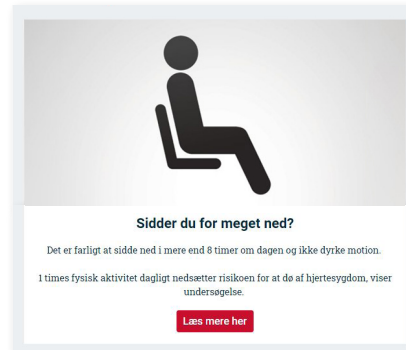 Sidder du for meget ned?
Det er farligt at sidde ned i mere end 8 timer om dagen og ikke dyrke motion.
1 times fysisk aktivitet dagligt nedsætter risikoen for at dø af hjertesygdom, viser
undersøgelse.
Læs mere her